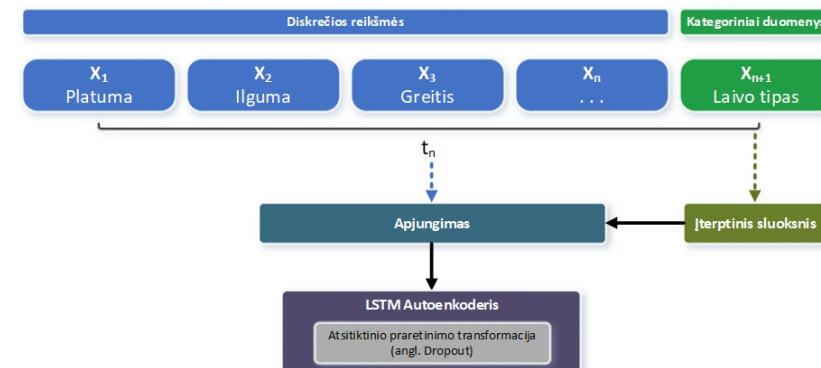 Diskrečios reikšmės
Kategoriniai duomenys
X1
Platuma
X2
Ilguma
X3
Greitis
Xn
. . .
Xn+1
Laivo tipas
tn
Apjungimas
Įterptinis sluoksnis
LSTM Autoenkoderis
Atsitiktinio praretinimo transformacija
(angl. Dropout)